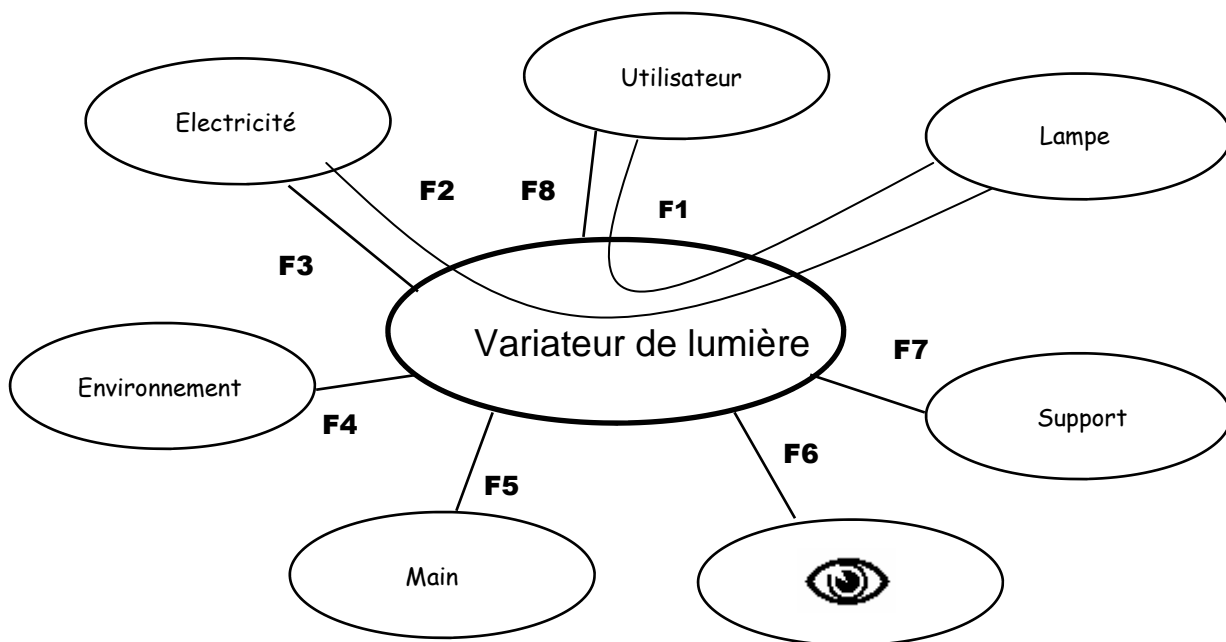 Utilisateur
Electricité
Lampe
F2
F8
F1
F3
Variateur de lumière
F7
Environnement
Support
F4
F6
F5
Main